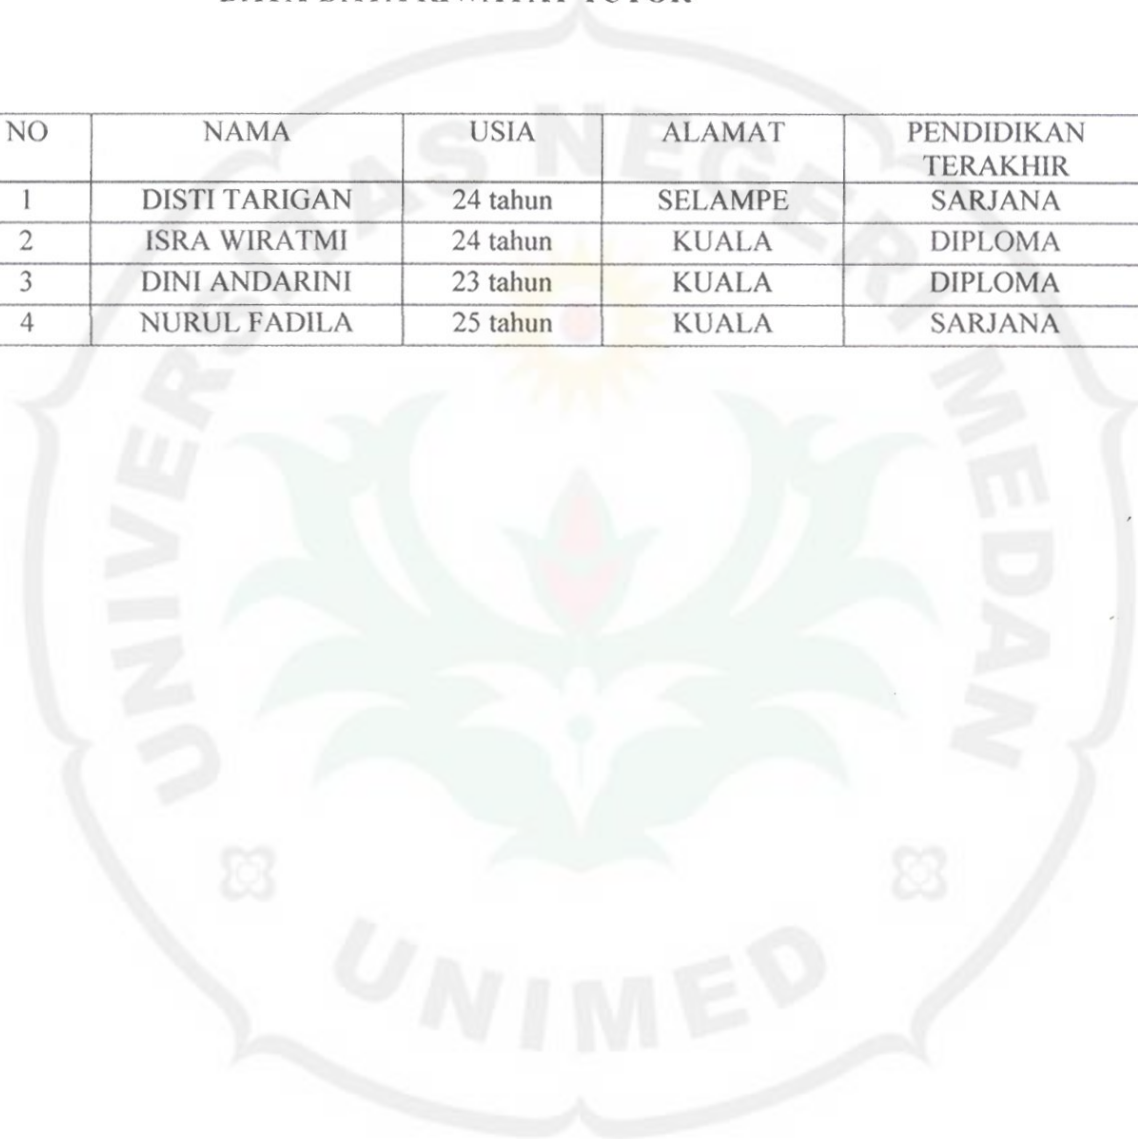 NO NAMA USIA ALAMAT PENDIDIKAN
TERAKHIR
1 DISTI TARIGAN 24 tahun SELAMPE SARJANA
2 ISRA WIRATMI 24 tahun KUALA DIPLOMA
3 DINI ANDARINI 23 tahun KUALA DIPLOMA
4 NURUL FADILA 25 tahun KUALA SARJANA
UNIVERSITAS NEGERI MEDAN
UNIMED